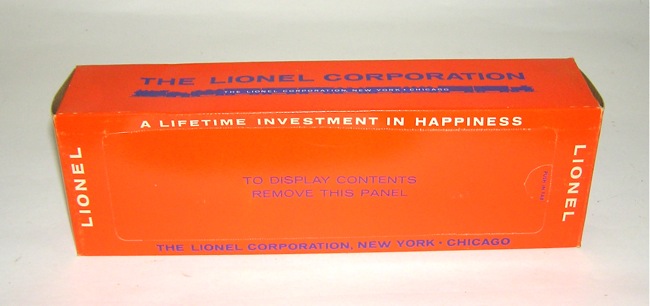 THE LIONEL CORPORATION
THE LIONEL CORPORATION, NEW YORK • CHICAGO
A LIFETIME INVESTMENT IN HAPPINESS
LIONEL
TO DISPLAY CONTENTS
REMOVE THIS PANEL
LIONEL
THE LIONEL CORPORATION, NEW YORK • CHICAGO